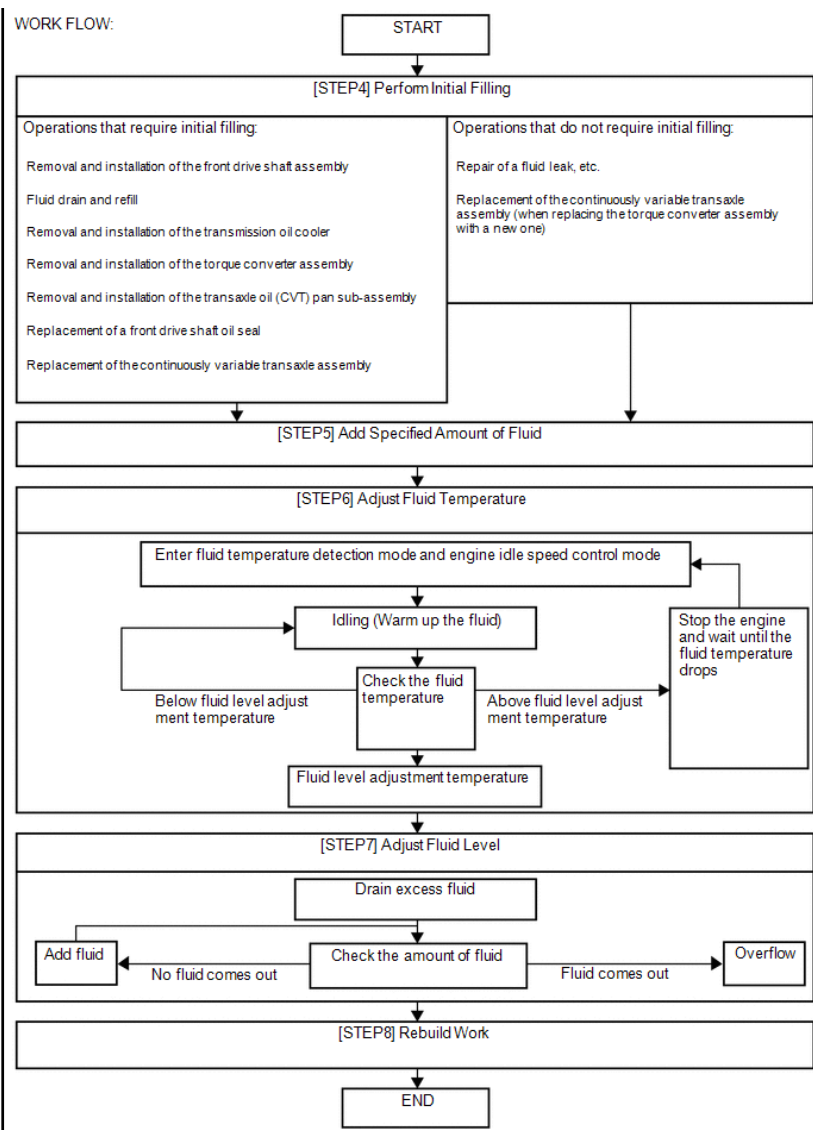 WORK FLOW:
START
[STEP4] Perform Initial Filling
Operations that require initial filling:
Removal and installation of the front drive shaft assembly
Fluid drain and refill
Removal and installation of the transmission oil cooler
Removal and installation of the torque converter assembly
Removal and installation of the transaxle oil (CVT) pan sub-assembly
Replacement of a front drive shaft oil seal
Replacement of the continuously variable transaxle assembly
Operations that do not require initial filling:
Repair of a fluid leak, etc.
Replacement of the continuously variable transaxle
assembly (when replacing the torque converter assembly
with a new one)
[STEP5] Add Specified Amount of Fluid
[STEP6] Adjust Fluid Temperature
Enter fluid temperature detection mode and engine idle speed control mode
Idling (Warm up the fluid)
Stop the engine
and wait until the
fluid temperature
drops
Check the fluid
temperature
Below fluid level adjust
ment temperature
Above fluid level adjust
ment temperature
Fluid level adjustment temperature
[STEP7] Adjust Fluid Level
Drain excess fluid
Add fluid
No fluid comes out
Check the amount of fluid
Fluid comes out
Overflow
[STEP8] Rebuild Work
END